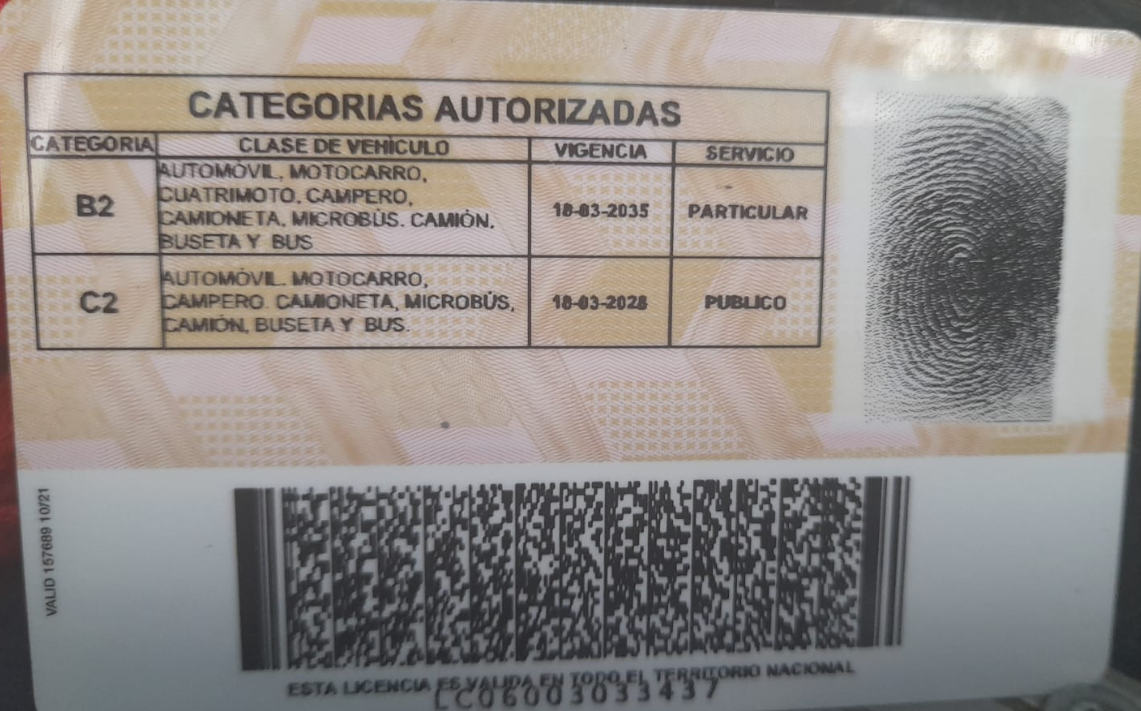 CATEGORIAS AUTORIZADAS
CATEGORIA CLASE DE VEHÍCULO VIGENCIA SERVICIO
B2
AUTOMÓVIL, MOTOCARRO,
CUATRIMOTO, CAMPERO,
CAMIONETA, MICROBÚS. CAMIÓN,
BUSETA Y BUS
18-03-2035
PARTICULAR
C2
AUTOMÓVIL. MOTOCARRO,
CAMPERO. CAMIONETA, MICROBÚS,
CAMIÓN, BUSETA Y BUS.
18-03-2028
PUBLICO
VALID 157689 10/21
ESTA LICENCIA ES VALIDA EN TODO EL TERRITORIO NACIONAL
LC06003033437